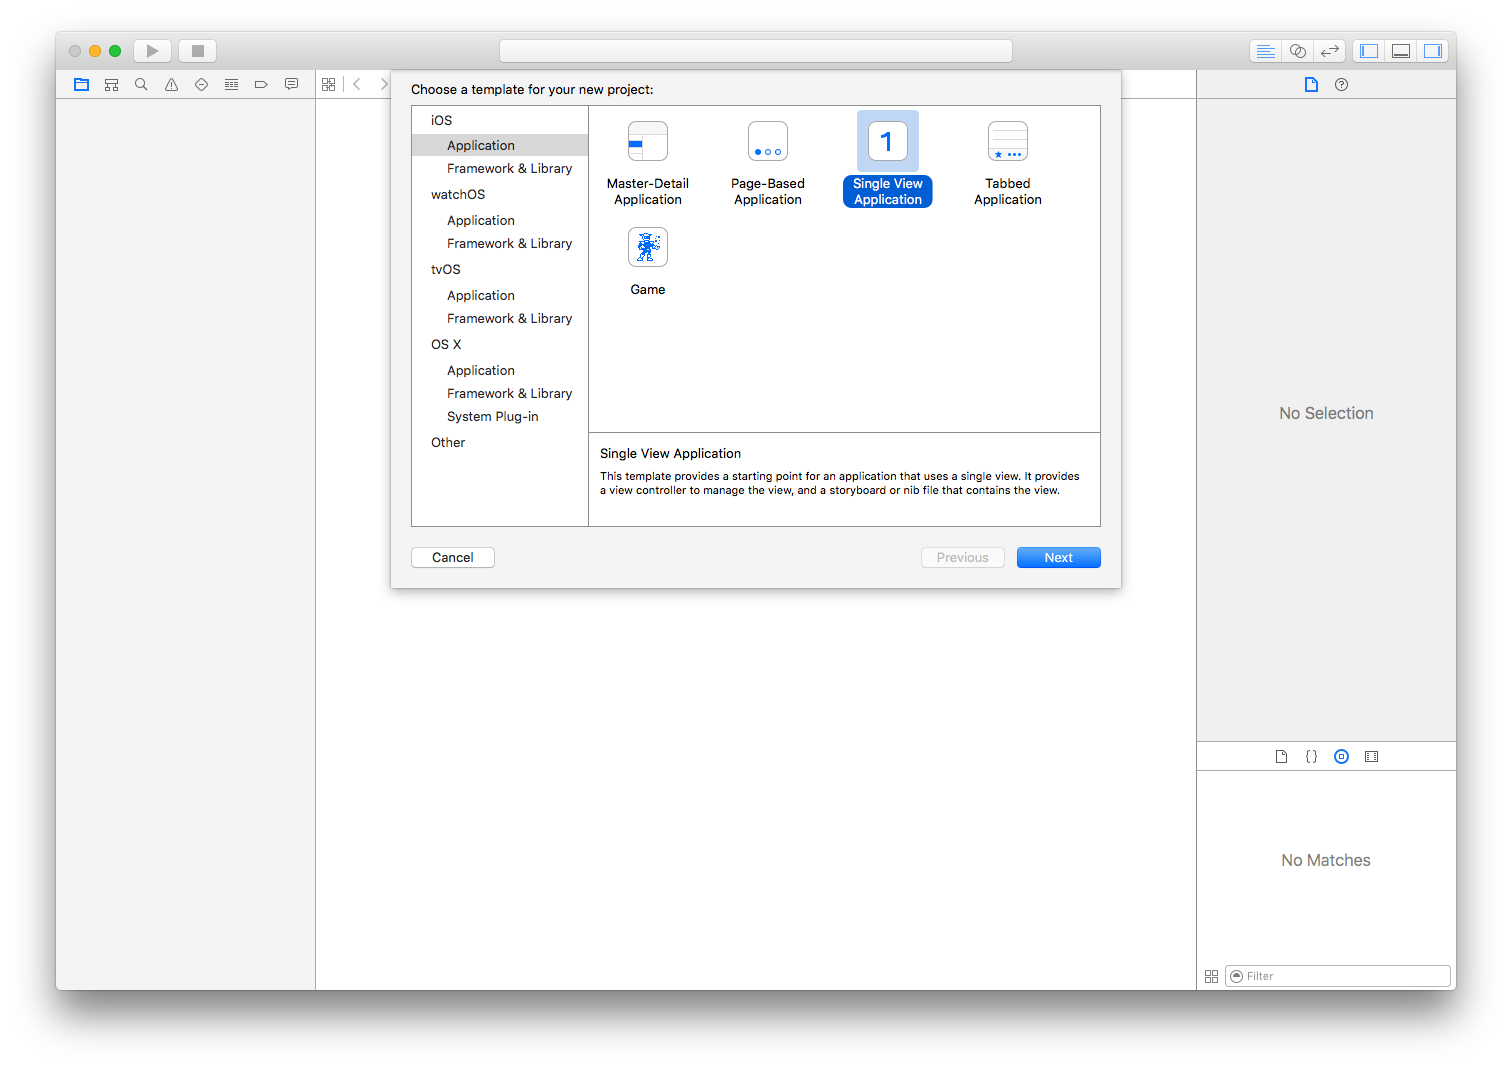 Choose a template for your new project:
iOS
Application
Framework & Library
watchOS
Application
Framework & Library
tvOS
Application
Framework & Library
OS X
Application
Framework & Library
System Plug-in
Other
Master-Detail
Application
Page-Based
Application
1
Single View
Application
Tabbed
Application
Game
Single View Application
This template provides a starting point for an application that uses a single view. It provides
a view controller to manage the view, and a storyboard or nib file that contains the view.
Cancel
Previous
Next
No Selection
{ }
No Matches
Filter